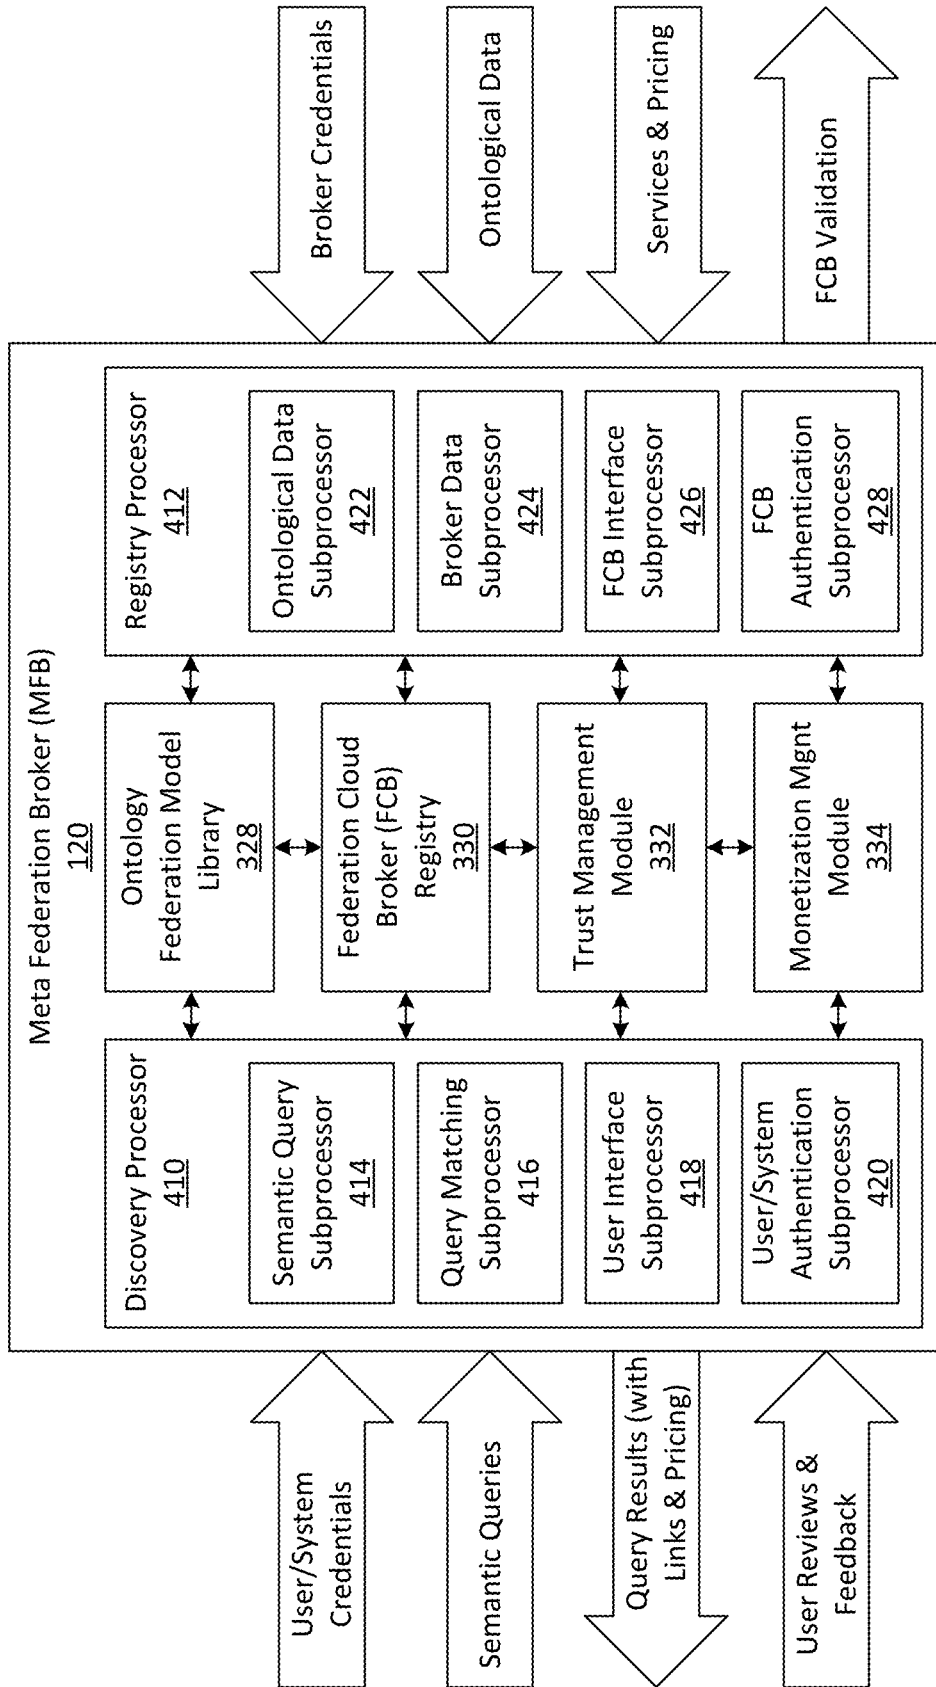 Meta Federation Broker (MFB)
120
User/System
Credentials
Semantic Queries
Query Results (with
Links & Pricing)
User Reviews &
Feedback
Discovery Processor
410
Semantic Query
Subprocessor
414
Query Matching
Subprocessor
416
User Interface
Subprocessor
418
User/System
Authentication
Subprocessor
420
Ontology
Federation Model
Library
328
Federation Cloud
Broker (FCB)
Registry
330
Trust Management
Module
332
Monetization Mgnt
Module
334
Registry Processor
412
Ontological Data
Subprocessor
422
Broker Data
Subprocessor
424
FCB Interface
Subprocessor
426
FCB
Authentication
Subprocessor
428
Broker Credentials
Ontological Data
Services & Pricing
FCB Validation